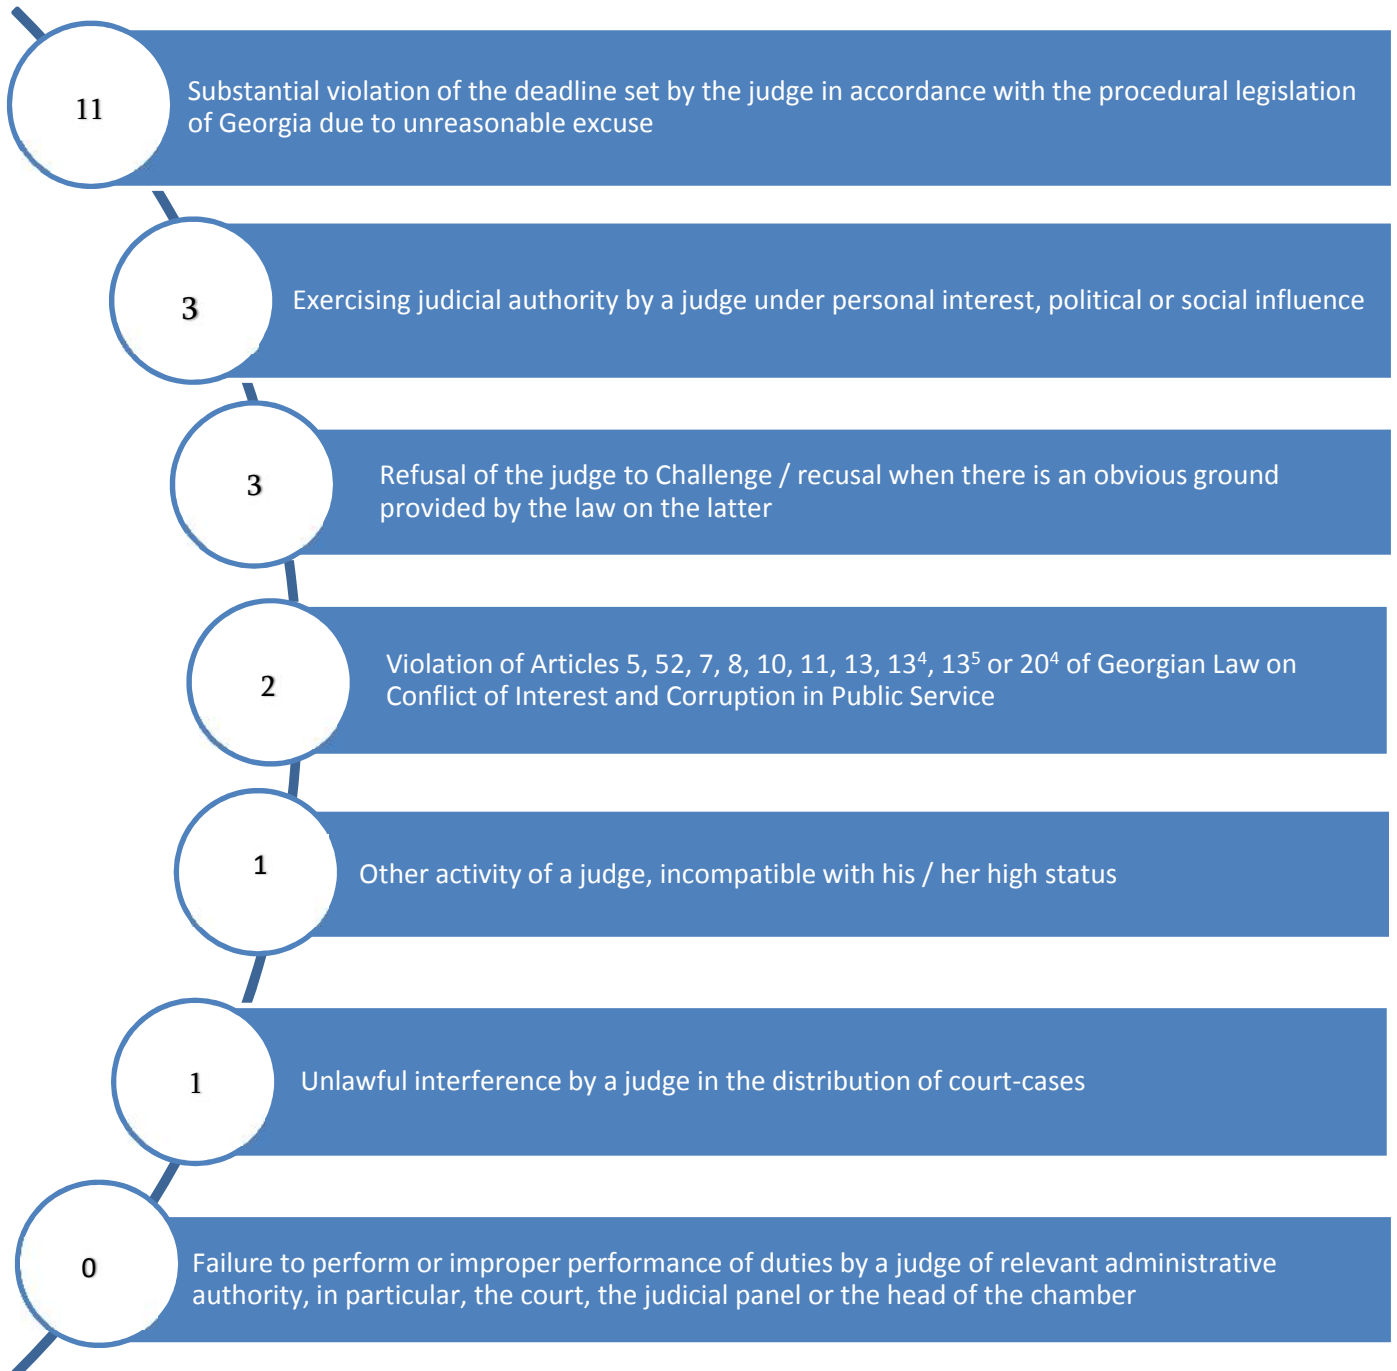 11
Substantial violation of the deadline set by the judge in accordance with the procedural legislation
of Georgia due to unreasonable excuse
3
Exercising judicial authority by a judge under personal interest, political or social influence
3
Refusal of the judge to Challenge / recusal when there is an obvious ground
provided by the law on the latter
2
Violation of Articles 5, 52, 7, 8, 10, 11, 13, 13⁴, 13⁵ or 20⁴ of Georgian Law on
Conflict of Interest and Corruption in Public Service
1
Other activity of a judge, incompatible with his / her high status
1
Unlawful interference by a judge in the distribution of court-cases
0
Failure to perform or improper performance of duties by a judge of relevant administrative
authority, in particular, the court, the judicial panel or the head of the chamber